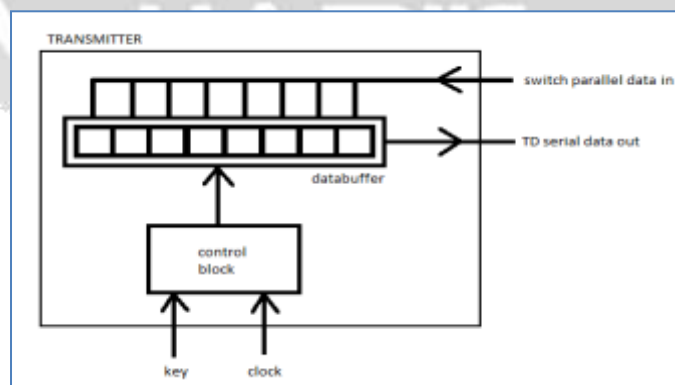 TRANSMITTER
switch parallel data in
TD serial data out
databuffer
control
block
key
clock